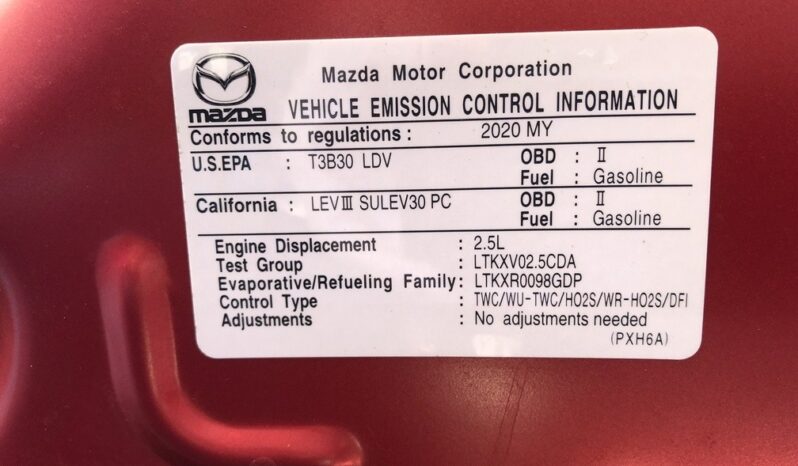 Mazda Motor Corporation
mazda
VEHICLE EMISSION CONTROL INFORMATION
Conforms to regulations : 2020 MY
U.S.EPA : T3B30 LDV OBD : II
Fuel : Gasoline
California : LEVIII SULEV30 PC OBD : II
Fuel : Gasoline
Engine Displacement : 2.5L
Test Group : LTKXV02.5CDA
Evaporative/Refueling Family: LTKXR0098GDP
Control Type : TWC/WU-TWC/HO2S/WR-HO2S/DFI
Adjustments : No adjustments needed
(PXH6A)